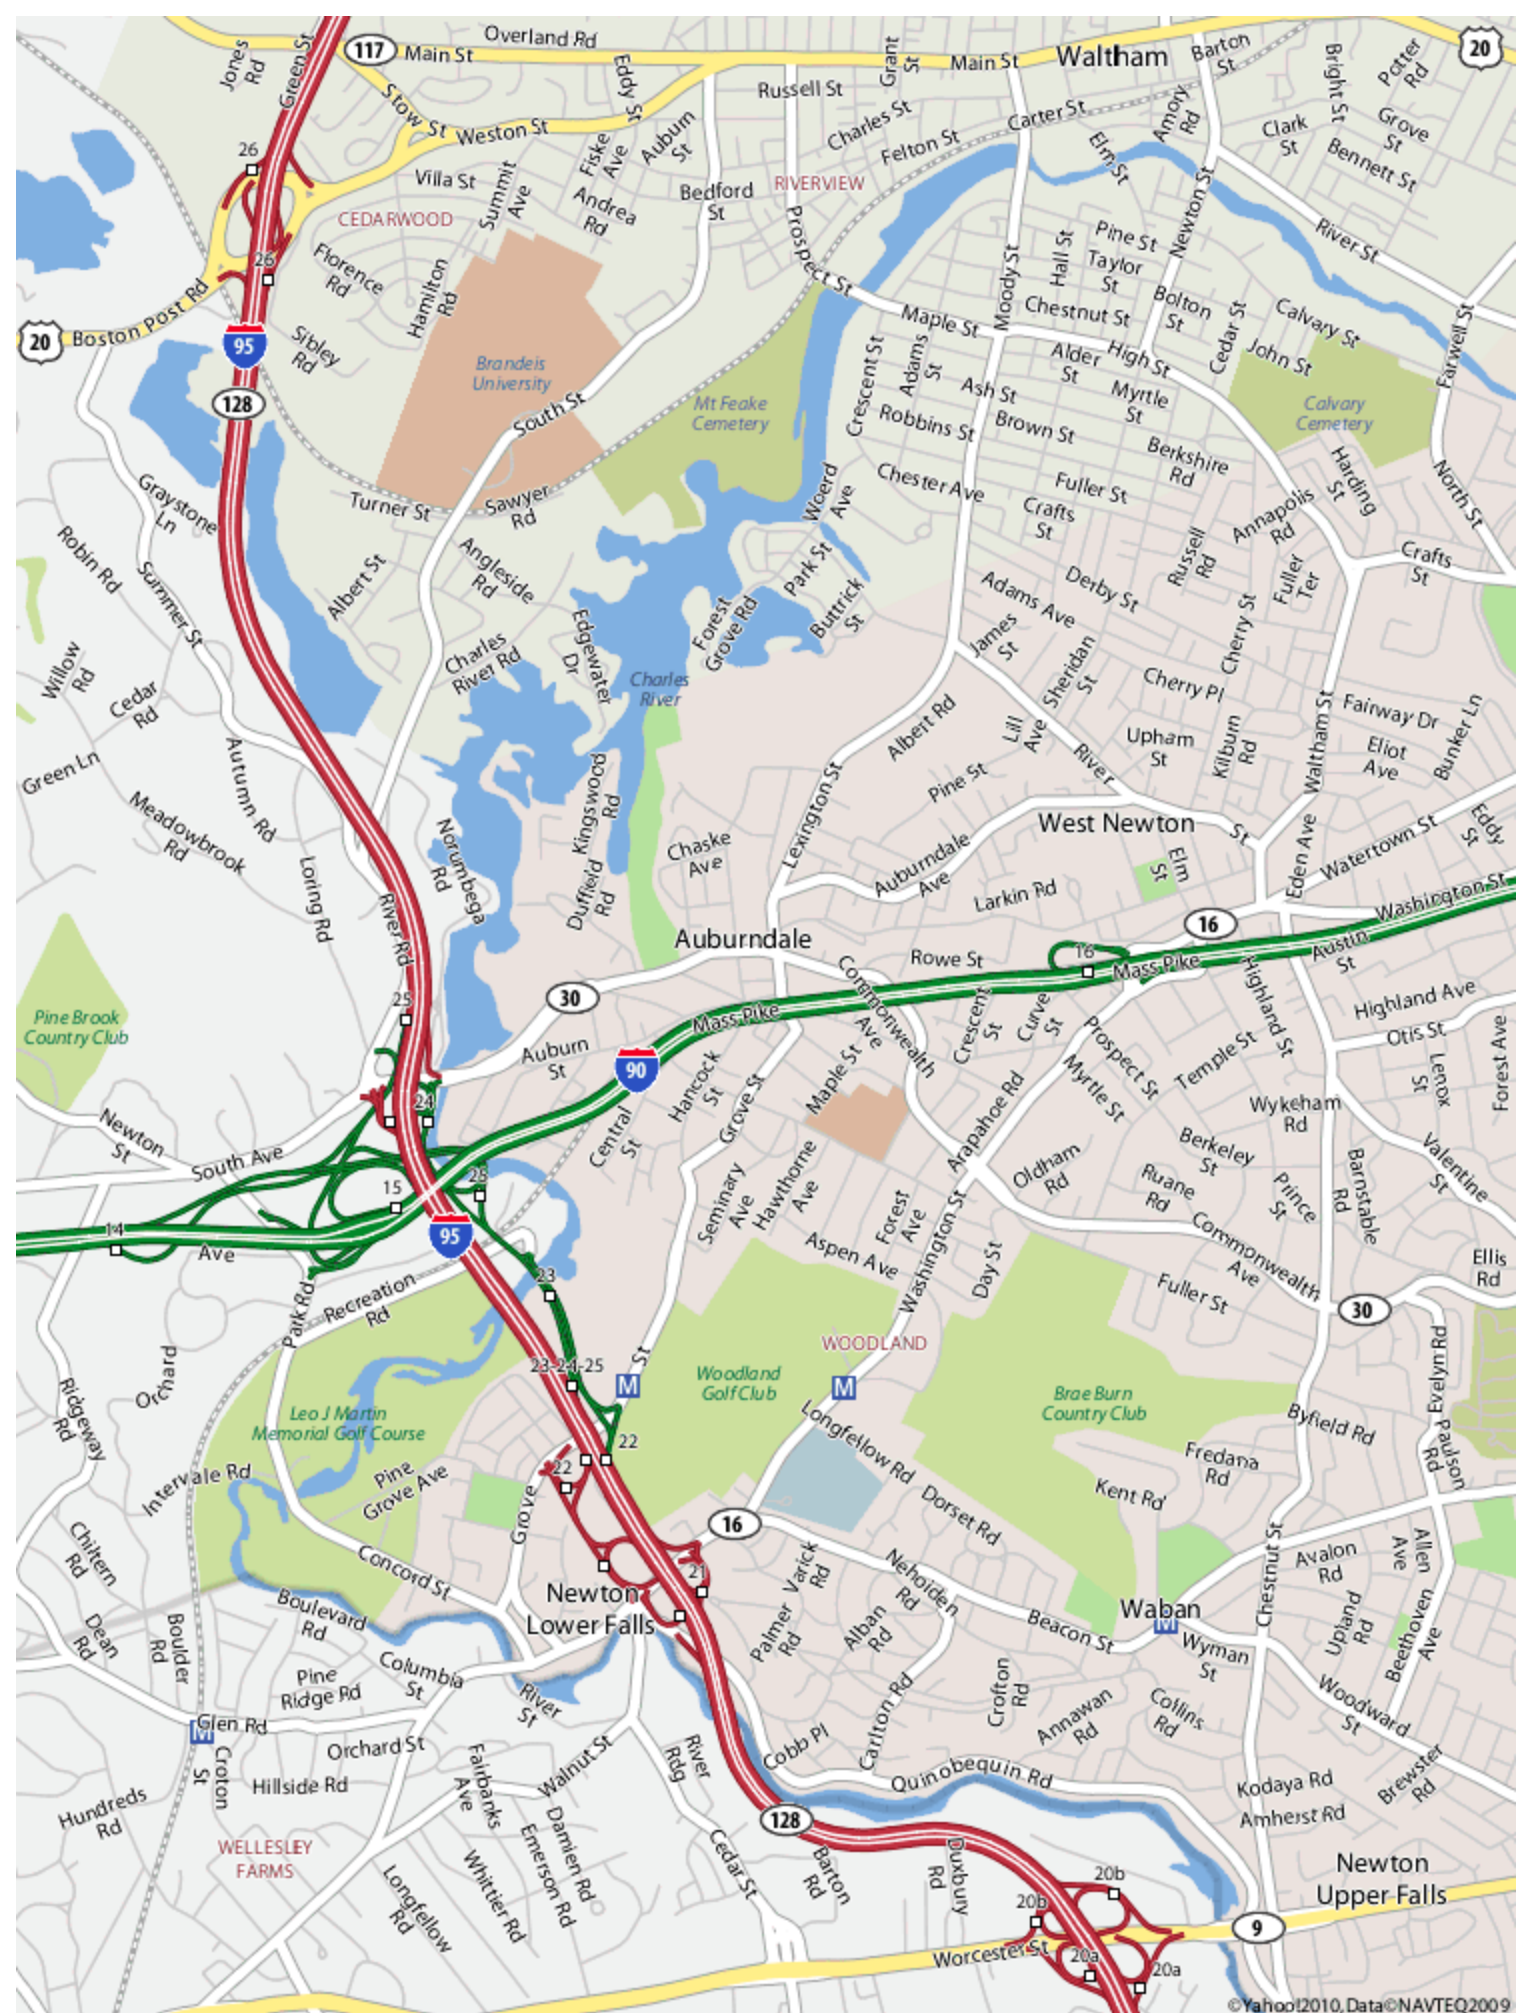 Jones
Rd
Green St
117
Main St
Overland Rd
Eddy St
Grant
St
Main St
Waltham
Barton
St
Bright St
Potter
Rd
20
Stow St
Weston St
Russell St
Charles St
Felton St
Carter St
Amory
Rd
Elm St
Clark
St
Grove
St
Bennett St
26
Villa St
Summit
Ave
Fiske
Ave
Auburn
St
Andrea
Rd
Bedford
St
RIVERVIEW
CEDARWOOD
Prospect St
Newton St
River St
26
Florence
Rd
Hamilton
Rd
Moody St
Hall St
Pine St
Taylor
St
Bolton
St
Chestnut St
Cedar St
Calvary St
John St
Farwell St
20
Boston Post Rd
95
Sibley
Rd
128
Brandeis
University
South St
Mt Feake
Cemetery
Maple St
Crescent St
Adams
St
Ash St
Alder
St
High St
Myrtle
St
Calvary
Cemetery
Robbins St
Brown St
Berkshire
Rd
Harding
St
North St
Graystone
Ln
Turner St
Sawyer
Rd
Woerd
Ave
Chester Ave
Fuller St
Crafts
St
Annapolis
Rd
Russell
Rd
Fuller
Ter
Crafts
St
Robin Rd
Summer St
Albert St
Angleside
Rd
Park St
Buttrick
St
Forest
Grove Rd
Adams Ave
Derby St
James
St
Cherry St
Willow
Rd
Cedar
Rd
Charles
River Rd
Edgewater
Dr
Charles
River
Sheridan
St
Cherry Pl
Waltham St
Fairway Dr
Bunker Ln
Green Ln
Autumn Rd
Albert Rd
Lill
Ave
River
St
Upham
St
Kilburn
Rd
Eliot
Ave
Meadowbrook
Rd
Kingswood
Rd
Lexington St
Pine St
West Newton
Watertown St
Eddy
St
Loring Rd
Norumbega
Rd
River Rd
Duffield
Rd
Chaske
Ave
Auburndale
Ave
Larkin Rd
Elm
St
Eden Ave
Washington St
Auburndale
Rowe St
16
16
Mass Pike
Austin
St
30
Mass Pike
Commonwealth
Ave
Crescent
St
Curve
St
Highland St
Highland Ave
Otis St
Pine Brook
Country Club
25
Auburn
St
90
Hancock
St
Maple St
Prospect St
Myrtle St
Temple St
Lenox
St
Forest Ave
24
Newton
St
South Ave
Central
St
Grove St
Arapahoe Rd
Wykeham
Rd
Berkeley
St
Barnstable
Rd
Valentine
St
15
28
Seminary
Ave
Hawthorne
Ave
Forest
Ave
Oldham
Rd
Ruane
Rd
Prince
St
14
Ave
95
Aspen Ave
Washington St
Day St
Commonwealth
Ave
Ellis
Rd
Park Rd
Recreation
Rd
23
Fuller St
30
Orchard
23-24-25
St
M
M
WOODLAND
Woodland
Golf Club
Brae Burn
Country Club
Evelyn Rd
Ridgeway
Rd
Leo J Martin
Memorial Golf Course
22
Longfellow Rd
Byfield Rd
Paulson
Rd
Intervale Rd
Pine
Grove Ave
22
Fredana
Rd
Kent Rd
Grove
16
Dorset Rd
Chiltern
Rd
Concord St
21
Varick
Rd
Nehoiden
Rd
Chestnut St
Avalon
Rd
Allen
Ave
Newton
Lower Falls
Waban
M
Dean
Rd
Boulder
Rd
Boulevard
Rd
Palmer
Rd
Alban
Rd
Beacon St
Wyman
St
Upland
Rd
Beethoven
Ave
Pine
Ridge Rd
Columbia
St
River
St
Carlton Rd
Crofton
Rd
Annawan
Rd
Collins
Rd
Woodward
St
M
Glen Rd
Orchard St
Croton
St
Hillside Rd
Fairbanks
Ave
Walnut St
River
Rdg
Cobb Pl
Quinobequin Rd
Kodaya Rd
Amherst Rd
Brewster
Rd
Hundreds
Rd
WELLESLEY
FARMS
Damien Rd
Emerson Rd
Whittier Rd
Longfellow
Rd
128
Cedar St
Barton
Rd
Duxbury
Rd
Newton
Upper Falls
20b
20b
9
Worcester St
20a
20a
©Yahoo!2010, Data©NAVTEQ2009